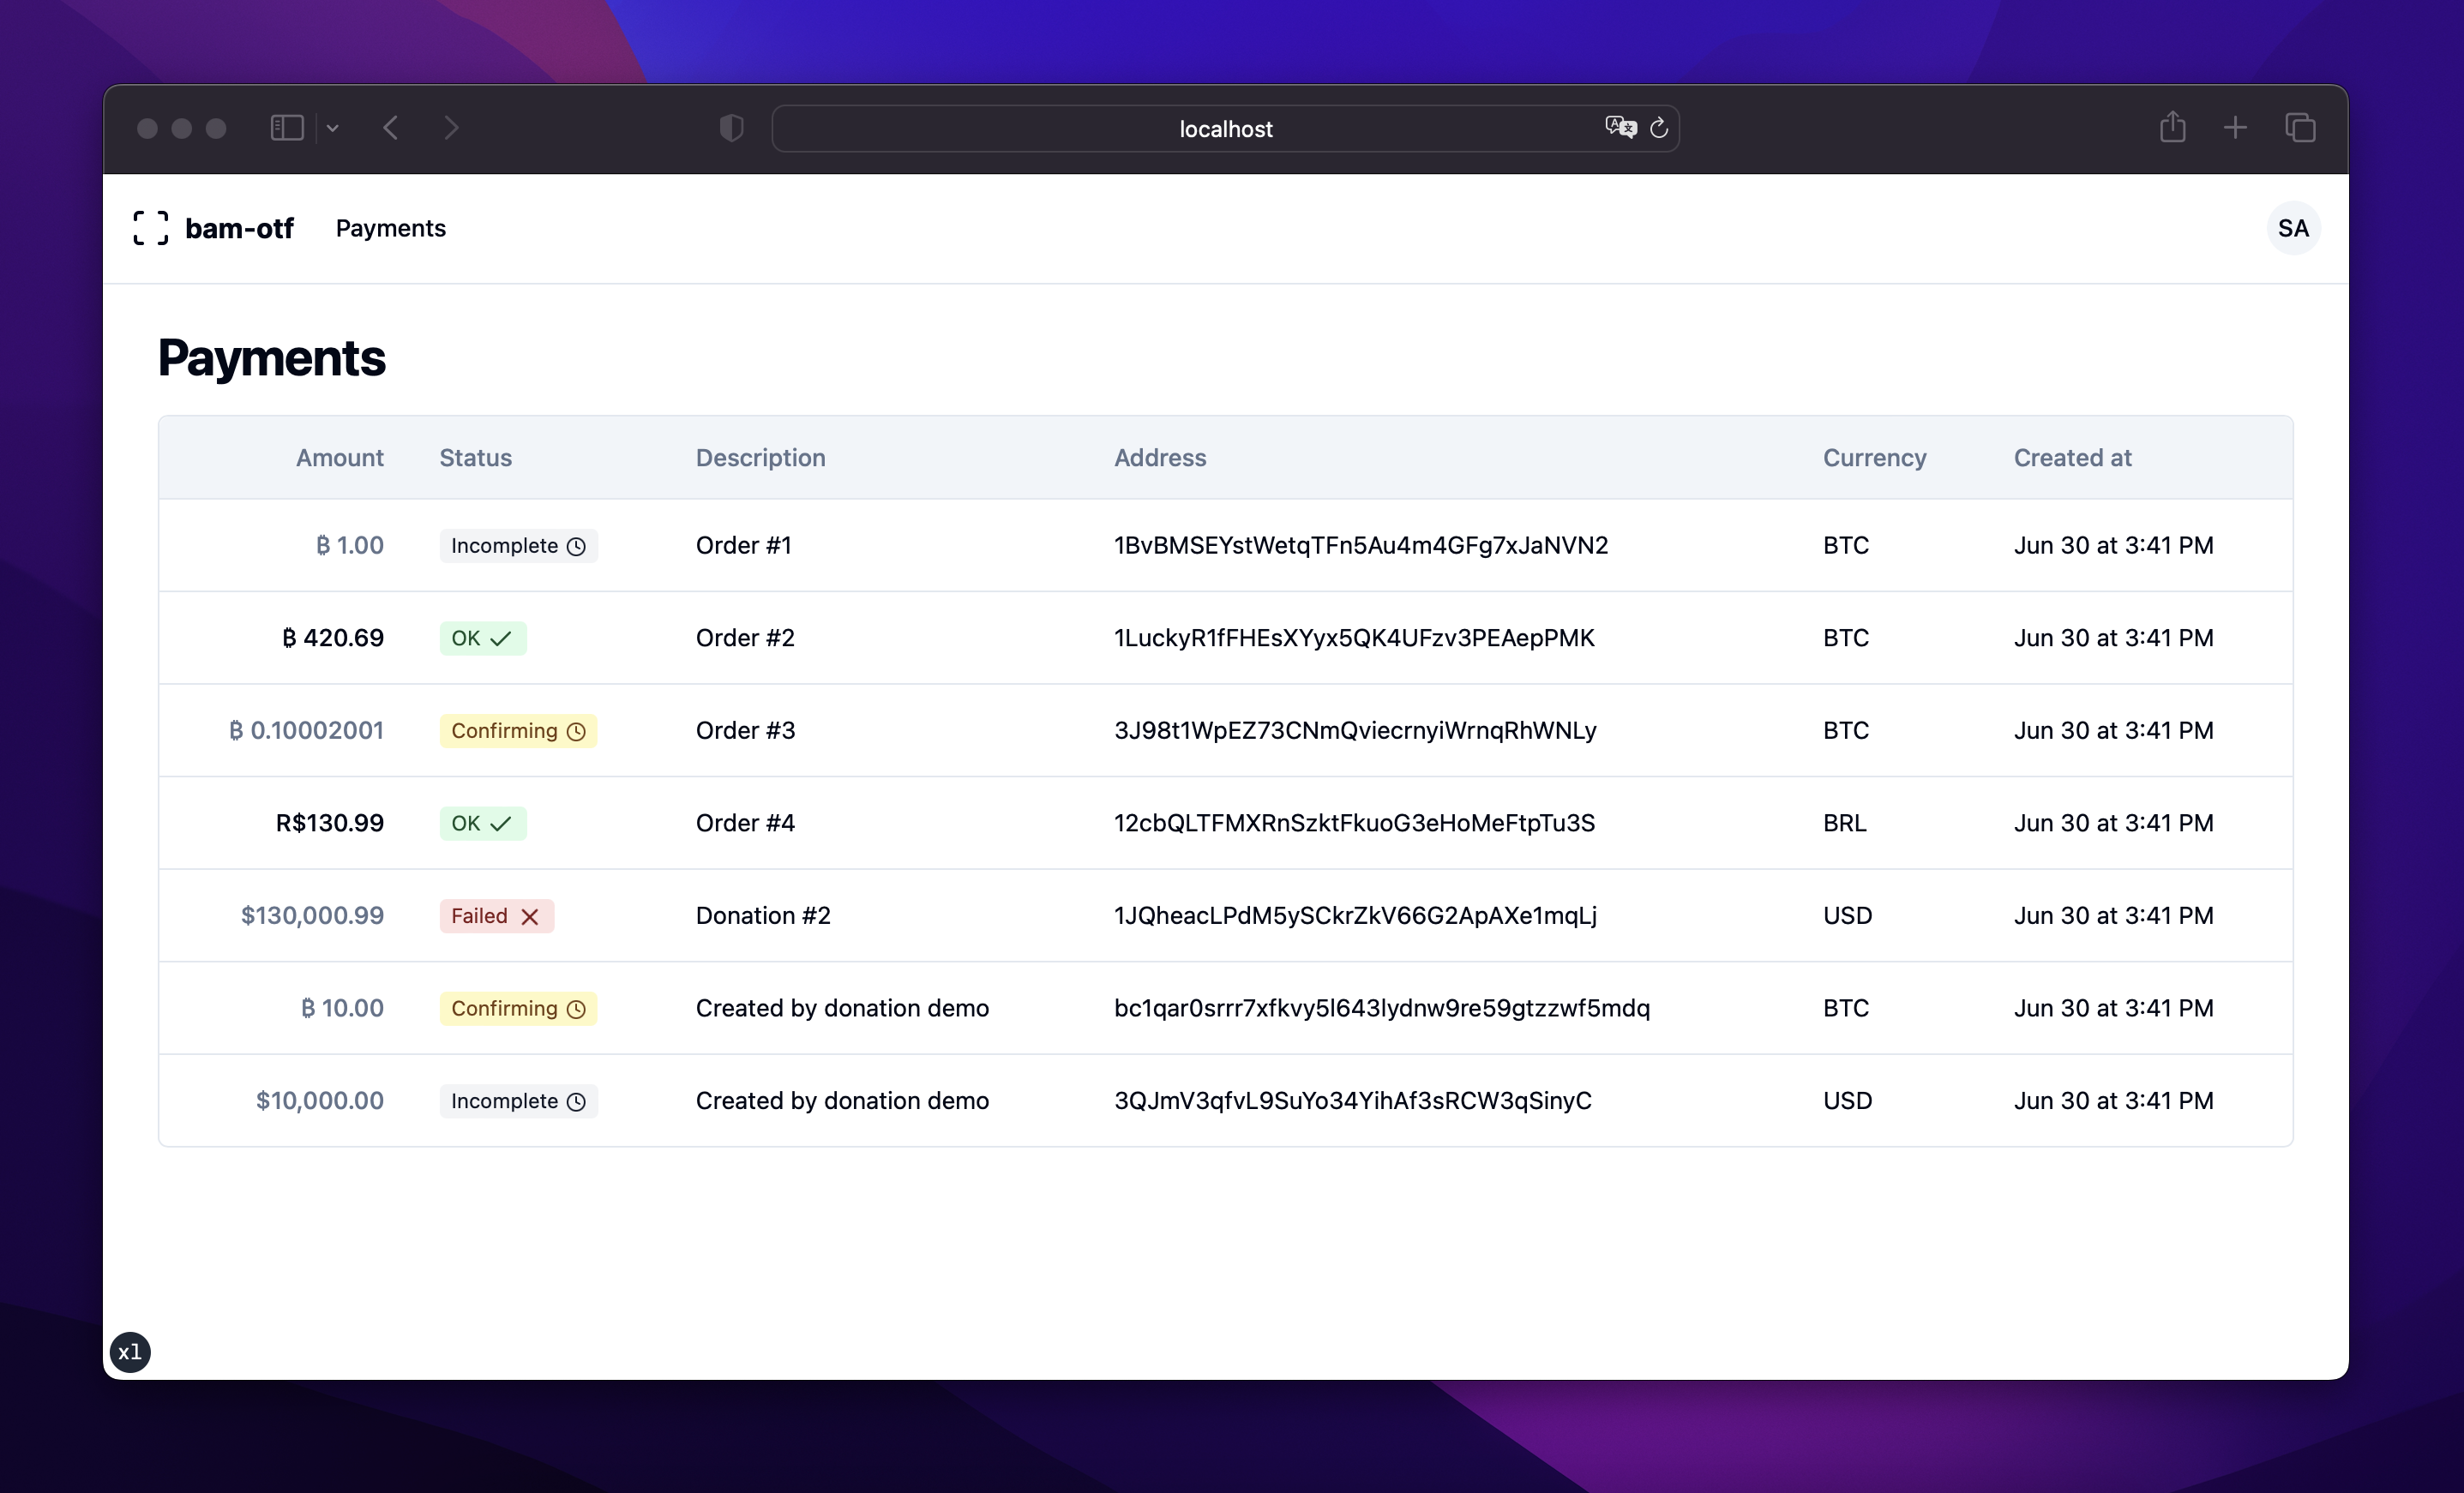 localhost
bam-otf Payments SA
Payments
Amount Status Description Address Currency Created at
₿ 1.00 Incomplete Order #1 1BvBMSEYstWetqTFn5Au4m4GFg7xJaNVN2 BTC Jun 30 at 3:41 PM
₿ 420.69 OK Order #2 1LuckyR1fFHEsXYyx5QK4UFzv3PEAepPMK BTC Jun 30 at 3:41 PM
₿ 0.10002001 Confirming Order #3 3J98t1WpEZ73CNmQviecrnyiWrnqRhWNLy BTC Jun 30 at 3:41 PM
R$130.99 OK Order #4 12cbQLTFMXRnSzktFkuoG3eHoMeFtpTu3S BRL Jun 30 at 3:41 PM
$130,000.99 Failed Donation #2 1JQheacLPdM5ySCkrZkV66G2ApAXe1mqLj USD Jun 30 at 3:41 PM
₿ 10.00 Confirming Created by donation demo bc1qar0srrr7xfkvy5l643lydnw9re59gtzzwf5mdq BTC Jun 30 at 3:41 PM
$10,000.00 Incomplete Created by donation demo 3QJmV3qfvL9SuYo34YihAf3sRCW3qSinyC USD Jun 30 at 3:41 PM
xl